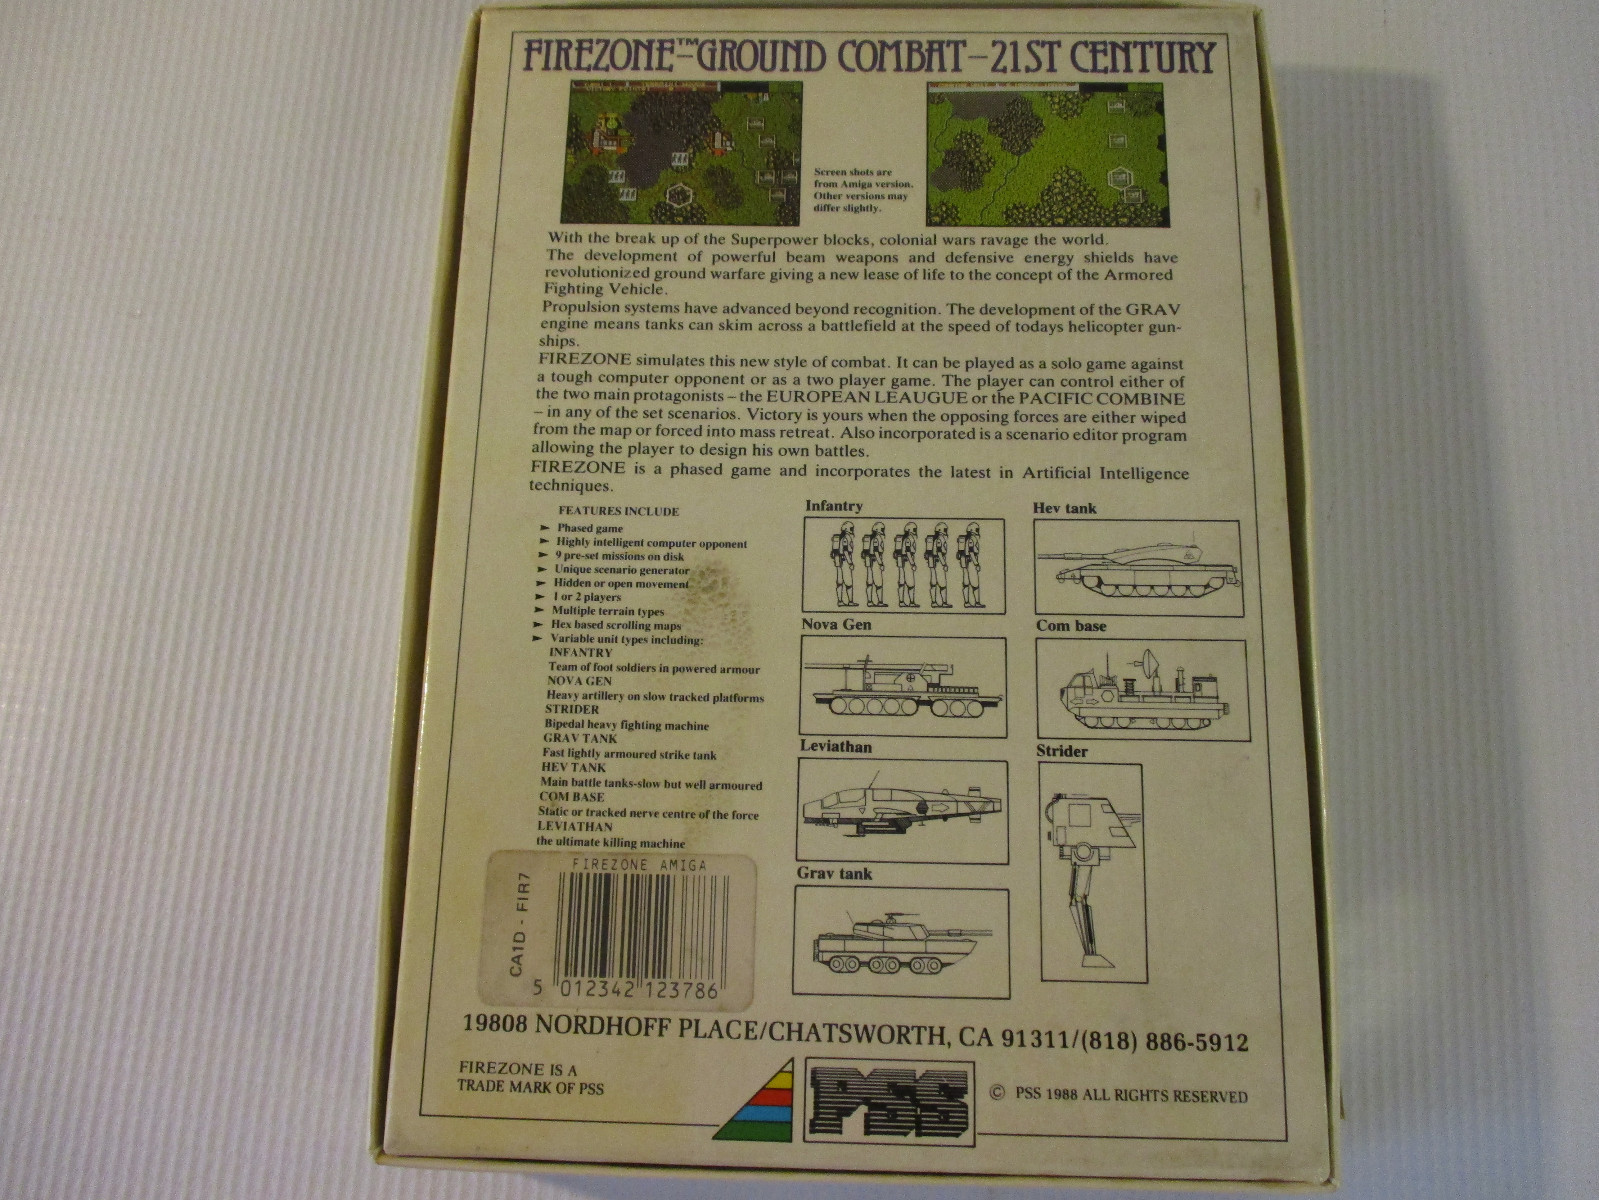 FIREZONE™-GROUND COMBAT-21ST CENTURY
Screen shots are
from Amiga version.
Other versions may
differ slightly.
With the break up of the Superpower blocks, colonial wars ravage the world.
The development of powerful beam weapons and defensive energy shields have
revolutionized ground warfare giving a new lease of life to the concept of the Armored
Fighting Vehicle.
Propulsion systems have advanced beyond recognition. The development of the GRAV
engine means tanks can skim across a battlefield at the speed of todays helicopter gun-
ships.
FIREZONE simulates this new style of combat. It can be played as a solo game against
a tough computer opponent or as a two player game. The player can control either of
the two main protagonists – the EUROPEAN LEAUGUE or the PACIFIC COMBINE
– in any of the set scenarios. Victory is yours when the opposing forces are either wiped
from the map or forced into mass retreat. Also incorporated is a scenario editor program
allowing the player to design his own battles.
FIREZONE is a phased game and incorporates the latest in Artificial Intelligence
techniques.
FEATURES INCLUDE
► Phased game
► Highly intelligent computer opponent
► 9 pre-set missions on disk
► Unique scenario generator
► Hidden or open movement
► 1 or 2 players
► Multiple terrain types
► Hex based scrolling maps
► Variable unit types including:
INFANTRY
Team of foot soldiers in powered armour
NOVA GEN
Heavy artillery on slow tracked platforms
STRIDER
Bipedal heavy fighting machine
GRAV TANK
Fast lightly armoured strike tank
HEV TANK
Main battle tanks-slow but well armoured
COM BASE
Static or tracked nerve centre of the force
LEVIATHAN
the ultimate killing machine
Infantry
Hev tank
Nova Gen
Com base
Leviathan
Strider
Grav tank
FIREZONE AMIGA
CA1D - FIR7
5 012342 123786
19808 NORDHOFF PLACE/CHATSWORTH, CA 91311/(818) 886-5912
FIREZONE IS A
TRADE MARK OF PSS
PSS
© PSS 1988 ALL RIGHTS RESERVED